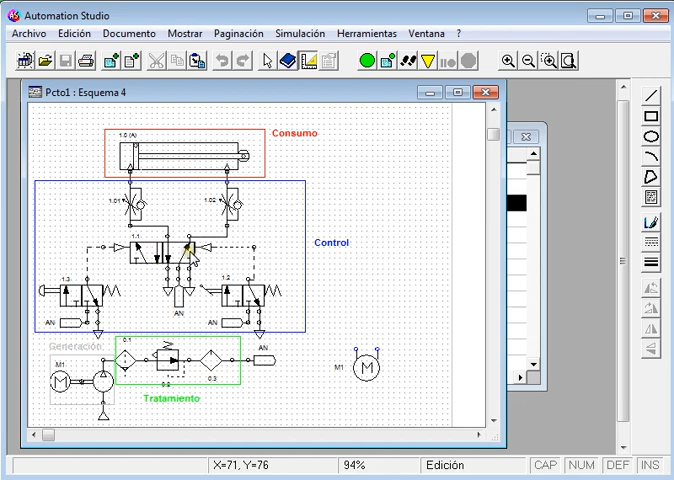 Automation Studio
Archivo Edición Documento Mostrar Paginación Simulación Herramientas Ventana ?
Pcto1 : Esquema 4
1.0 (A)
Consumo
1.01
1.02
1.1
Control
1.3
1.2
AN
AN
AN
Generación
0.1
AN
M1
M
0.2
0.3
M1
M
Tratamiento
X=71, Y=76
94%
Edición
CAP NUM DEF INS